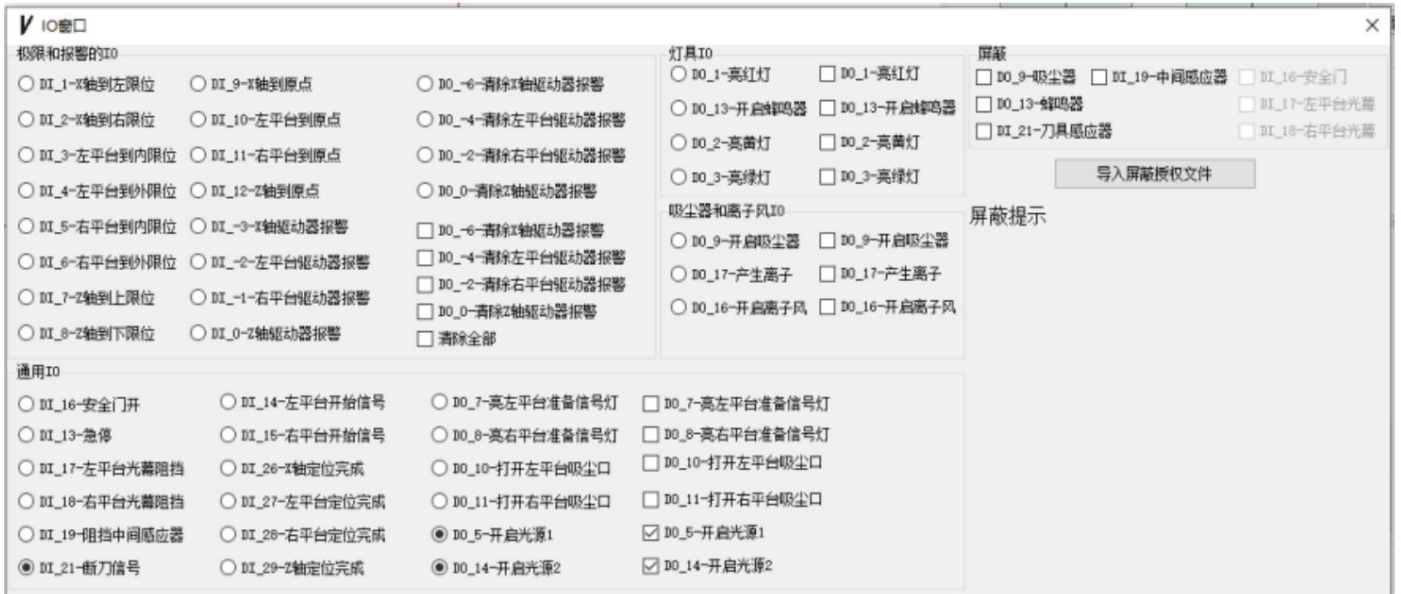 IO窗口
极限和报警的IO
DI_1-X轴到左限位 DI_9-X轴到原点 DO_-6-清除X轴驱动器报警
DI_2-X轴到右限位 DI_10-左平台到原点 DO_-4-清除左平台驱动器报警
DI_3-左平台到内限位 DI_11-右平台到原点 DO_-2-清除右平台驱动器报警
DI_4-左平台到外限位 DI_12-Z轴到原点 DO_0-清除Z轴驱动器报警
DI_5-右平台到内限位 DI_-3-X轴驱动器报警 DO_-6-清除X轴驱动器报警
DI_6-右平台到外限位 DI_-2-左平台驱动器报警 DO_-4-清除左平台驱动器报警
DI_7-Z轴到上限位 DI_-1-右平台驱动器报警 DO_-2-清除右平台驱动器报警
DO_0-清除Z轴驱动器报警
DI_8-Z轴到下限位 DI_0-Z轴驱动器报警 清除全部
灯具IO
DO_1-亮红灯 DO_1-亮红灯
DO_13-开启蜂鸣器 DO_13-开启蜂鸣器
DO_2-亮黄灯 DO_2-亮黄灯
DO_3-亮绿灯 DO_3-亮绿灯
吸尘器和离子风IO
DO_9-开启吸尘器 DO_9-开启吸尘器
DO_17-产生离子 DO_17-产生离子
DO_16-开启离子风 DO_16-开启离子风
屏蔽
DO_9-吸尘器 DI_19-中间感应器 DI_16-安全门
DO_13-蜂鸣器 DI_17-左平台光幕
DI_21-刀具感应器 DI_18-右平台光幕
导入屏蔽授权文件
屏蔽提示
通用IO
DI_16-安全门开 DI_14-左平台开始信号 DO_7-亮左平台准备信号灯 DO_7-亮左平台准备信号灯
DI_13-急停 DI_15-右平台开始信号 DO_8-亮右平台准备信号灯 DO_8-亮右平台准备信号灯
DI_17-左平台光幕阻挡 DI_26-X轴定位完成 DO_10-打开左平台吸尘口 DO_10-打开左平台吸尘口
DI_18-右平台光幕阻挡 DI_27-左平台定位完成 DO_11-打开右平台吸尘口 DO_11-打开右平台吸尘口
DI_19-阻挡中间感应器 DI_28-右平台定位完成 DO_5-开启光源1 DO_5-开启光源1
DI_21-断刀信号 DI_29-Z轴定位完成 DO_14-开启光源2 DO_14-开启光源2